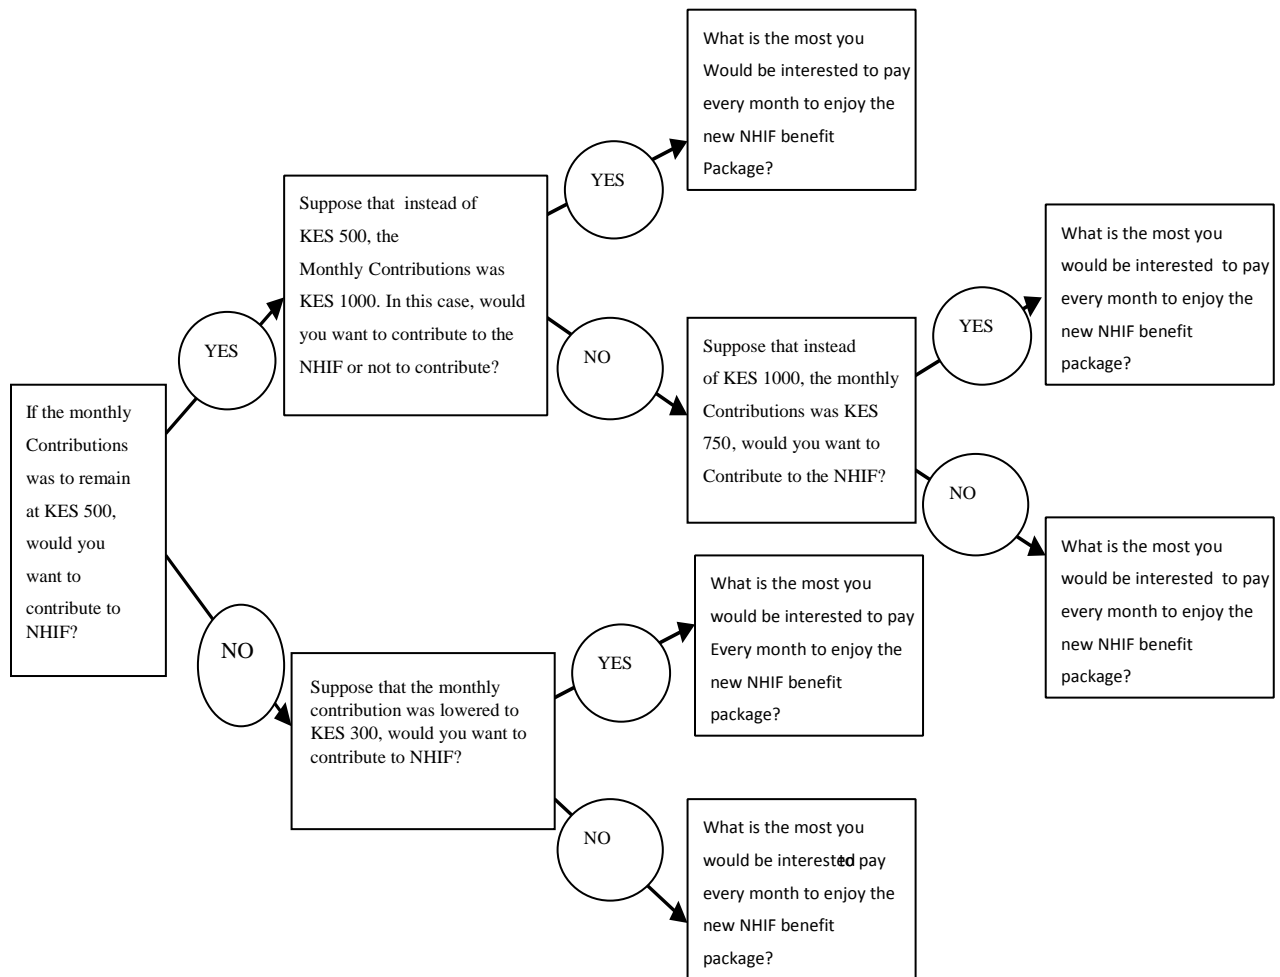 If the monthly
Contributions
was to remain
at KES 500,
would you
want to
contribute to
NHIF?
YES
Suppose that  instead of
KES 500, the
Monthly Contributions was
KES 1000. In this case, would
you want to contribute to the
NHIF or not to contribute?
YES
What is the most you
Would be interested to pay
every month to enjoy the
new NHIF benefit
Package?
NO
Suppose that instead
of KES 1000, the monthly
Contributions was KES
750, would you want to
Contribute to the NHIF?
YES
What is the most you
would be interested  to pay
every month to enjoy the
new NHIF benefit
package?
NO
What is the most you
would be interested  to pay
every month to enjoy the
new NHIF benefit
package?
NO
Suppose that the monthly
contribution was lowered to
KES 300, would you want to
contribute to NHIF?
YES
What is the most you
would be interested to pay
Every month to enjoy the
new NHIF benefit
package?
NO
What is the most you
would be interested to pay
every month to enjoy the
new NHIF benefit
package?